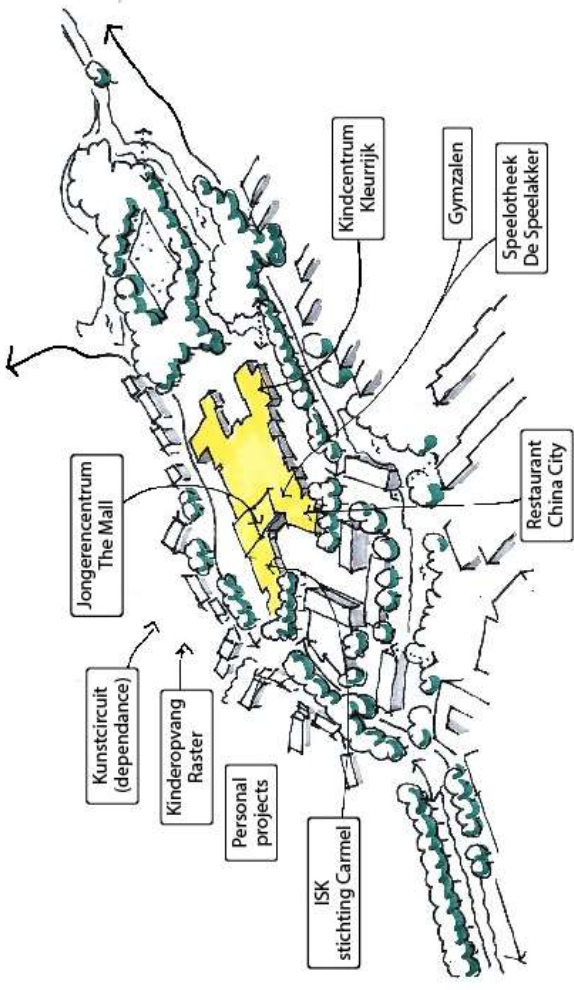 Kunstcircuit
(dependance)
Kinderopvang
Raster
Personal
projects
ISK
stichting Carmel
Jongerencentrum
The Mall
Restaurant
China City
Kindcentrum
Kleurrijk
Gymzalen
Speelotheek
De Speelakker